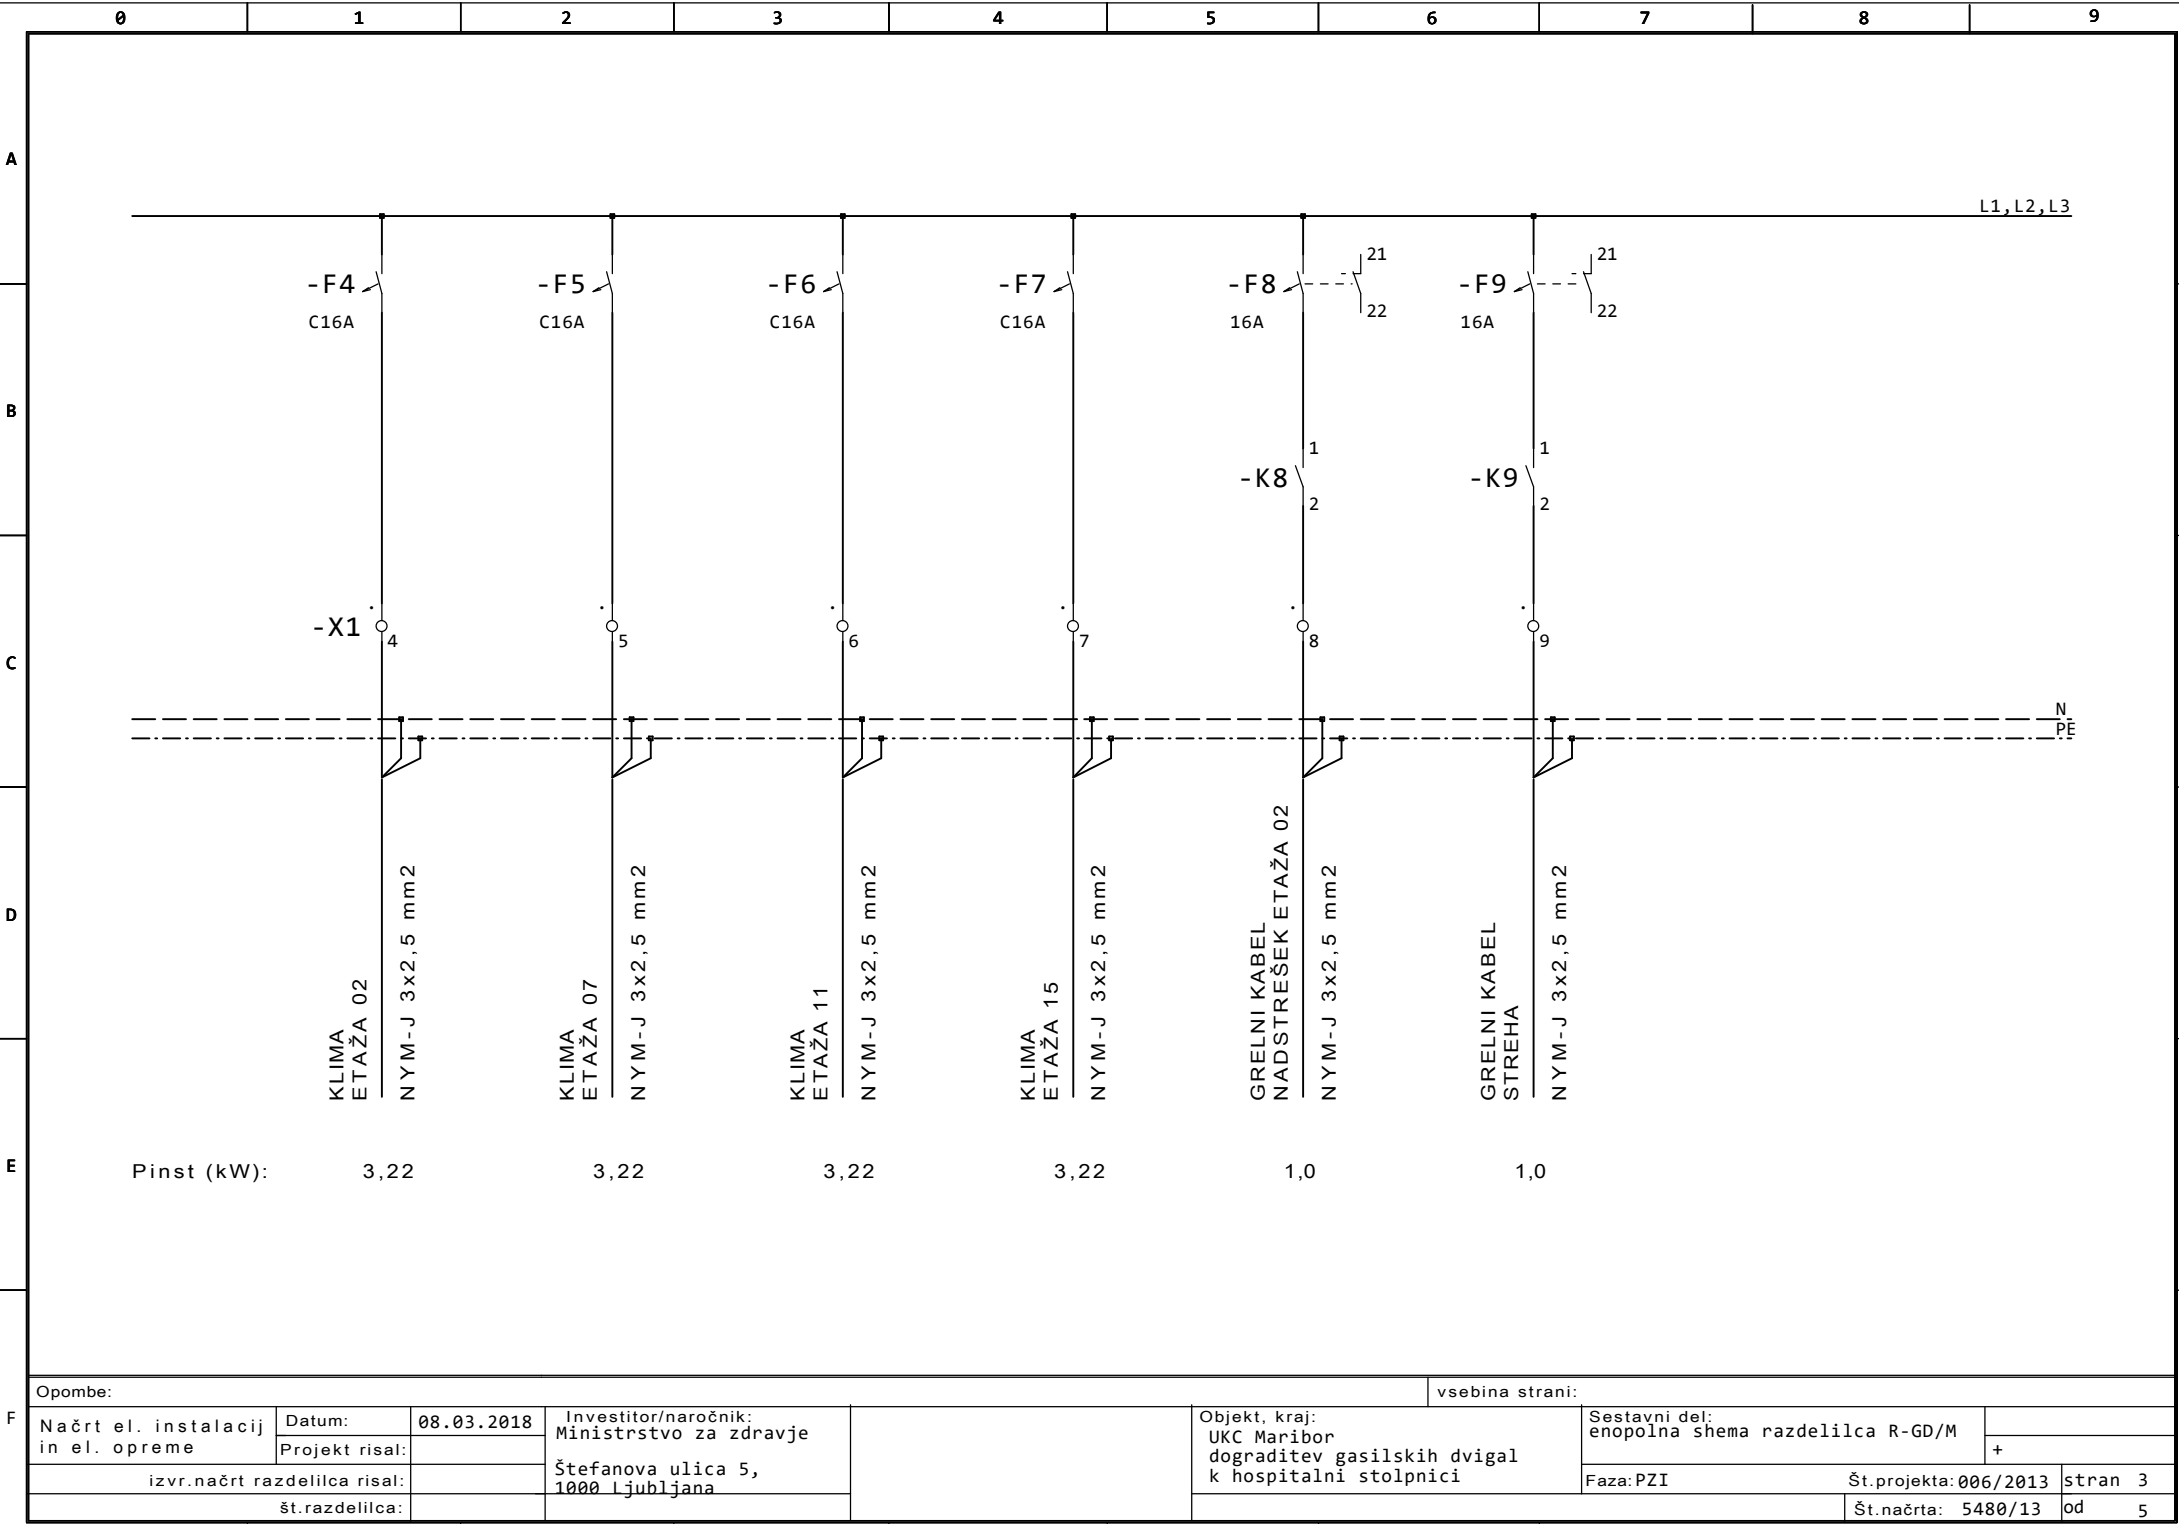 0 1 2 3 4 5 6 7 8 9
A
L1,L2,L3
-F4 -F5 -F6 -F7 -F8 21 -F9 21
22 22
C16A C16A C16A C16A 16A 16A
B
1 1
-K8 -K9
2 2
-X1 4 5 6 7 8 9
C
N
PE
D
KLIMA
ETAŽA 02
NYM-J 3x2,5 mm2
KLIMA
ETAŽA 07
NYM-J 3x2,5 mm2
KLIMA
ETAŽA 11
NYM-J 3x2,5 mm2
KLIMA
ETAŽA 15
NYM-J 3x2,5 mm2
GRELNI KABEL
NADSTREŠEK ETAŽA 02
NYM-J 3x2,5 mm2
GRELNI KABEL
STREHA
NYM-J 3x2,5 mm2
E
Pinst (kW): 3,22 3,22 3,22 3,22 1,0 1,0
F
Opombe:
vsebina strani:
Načrt el. instalacij
in el. opreme
Datum: 08.03.2018
Projekt risal:
izvr.načrt razdelilca risal:
št.razdelilca:
Investitor/naročnik:
Ministrstvo za zdravje
Štefanova ulica 5,
1000 Ljubljana
Objekt, kraj:
UKC Maribor
dograditev gasilskih dvigal
k hospitalni stolpnici
Sestavni del:
enopolna shema razdelilca R-GD/M
+
Faza: PZI
Št.projekta: 006/2013
stran 3
Št.načrta: 5480/13
od 5